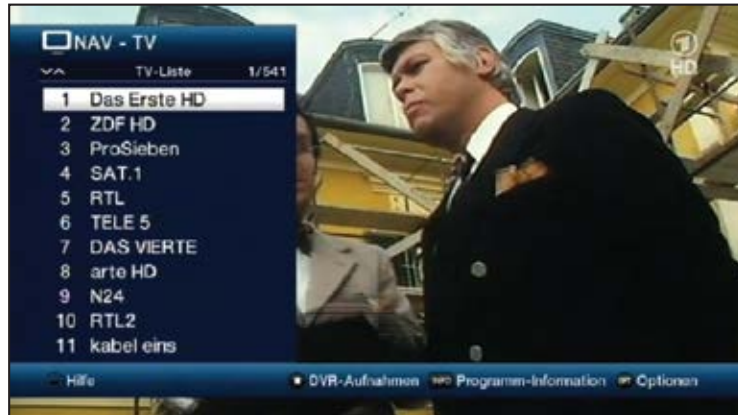 NAV - TV
TV-Liste 1/541
1 Das Erste HD
2 ZDF HD
3 ProSieben
4 SAT.1
5 RTL
6 TELE 5
7 DAS VIERTE
8 arte HD
9 N24
10 RTL2
11 kabel eins
1
HD
Hilfe DVR-Aufnahmen INFO Programm-Information Optionen